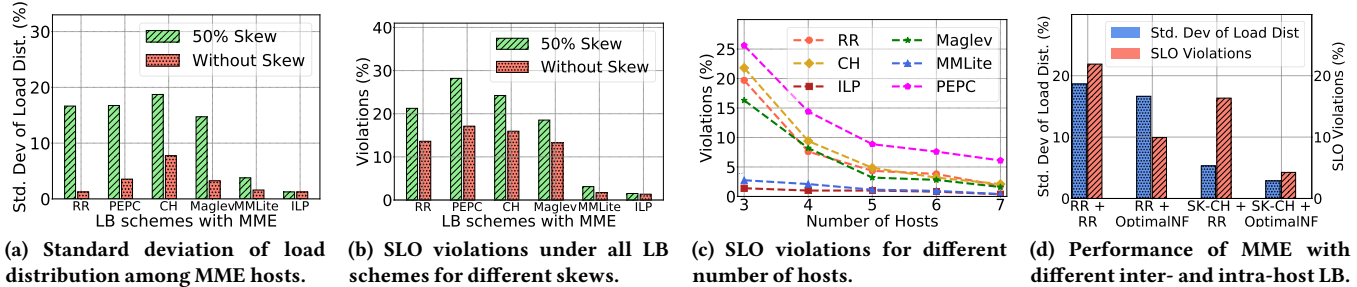 Std. Dev of Load Dist. (%)
30
20
10
0
50% Skew
Without Skew
RR PEPC CH Maglev MMLite ILP
LB schemes with MME
(a) Standard deviation of load
distribution among MME hosts.
Violations (%)
40
30
20
10
0
50% Skew
Without Skew
RR PEPC CH Maglev MMLite ILP
LB schemes with MME
(b) SLO violations under all LB
schemes for different skews.
Violations (%)
25
20
15
10
5
0
RR
CH
ILP
Maglev
MMLite
PEPC
3 4 5 6 7
Number of Hosts
(c) SLO violations for different
number of hosts.
Std. Dev of Load Dist. (%)
20
10
0
Std. Dev of Load Dist
SLO Violations
SLO Violations (%)
20
10
0
RR + RR + SK-CH + SK-CH +
RR OptimalNF RR OptimalNF
(d) Performance of MME with
different inter- and intra-host LB.